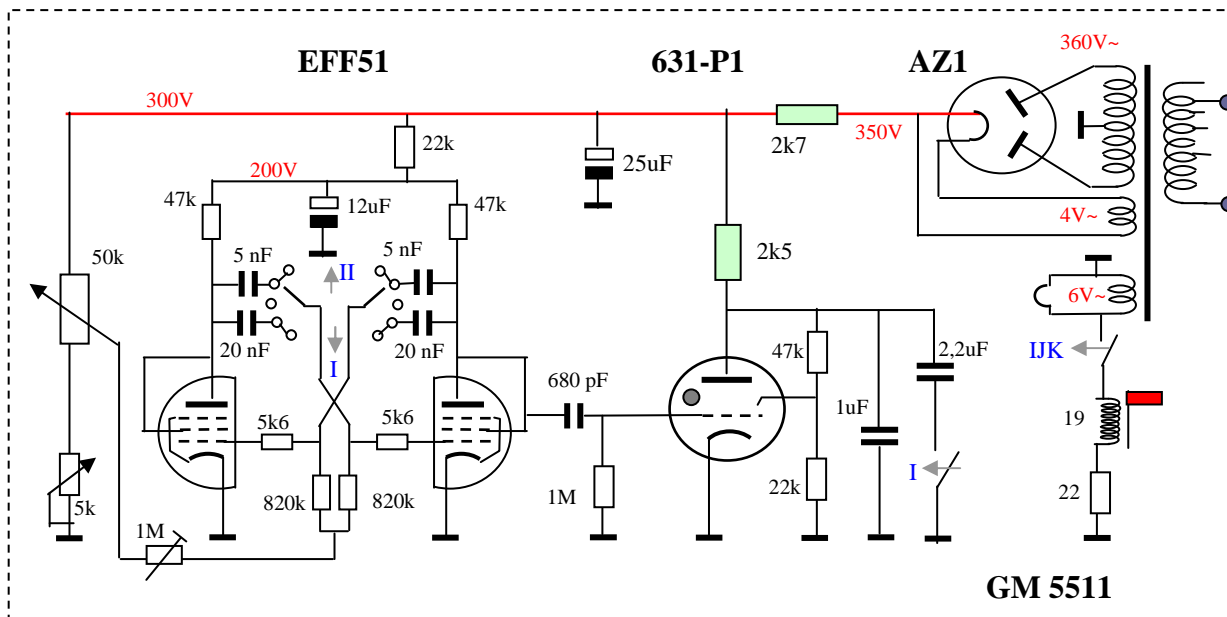 EFF51
631-P1
AZ1
360V~
300V
22k
350V
2k7
25uF
200V
47k
12uF
47k
4V~
50k
5 nF
II
5 nF
2k5
6V~
20 nF
I
20 nF
47k
2,2uF
IJK
680 pF
1uF
19
5k6
5k6
5k
820k
820k
1M
22k
I
22
1M
GM 5511